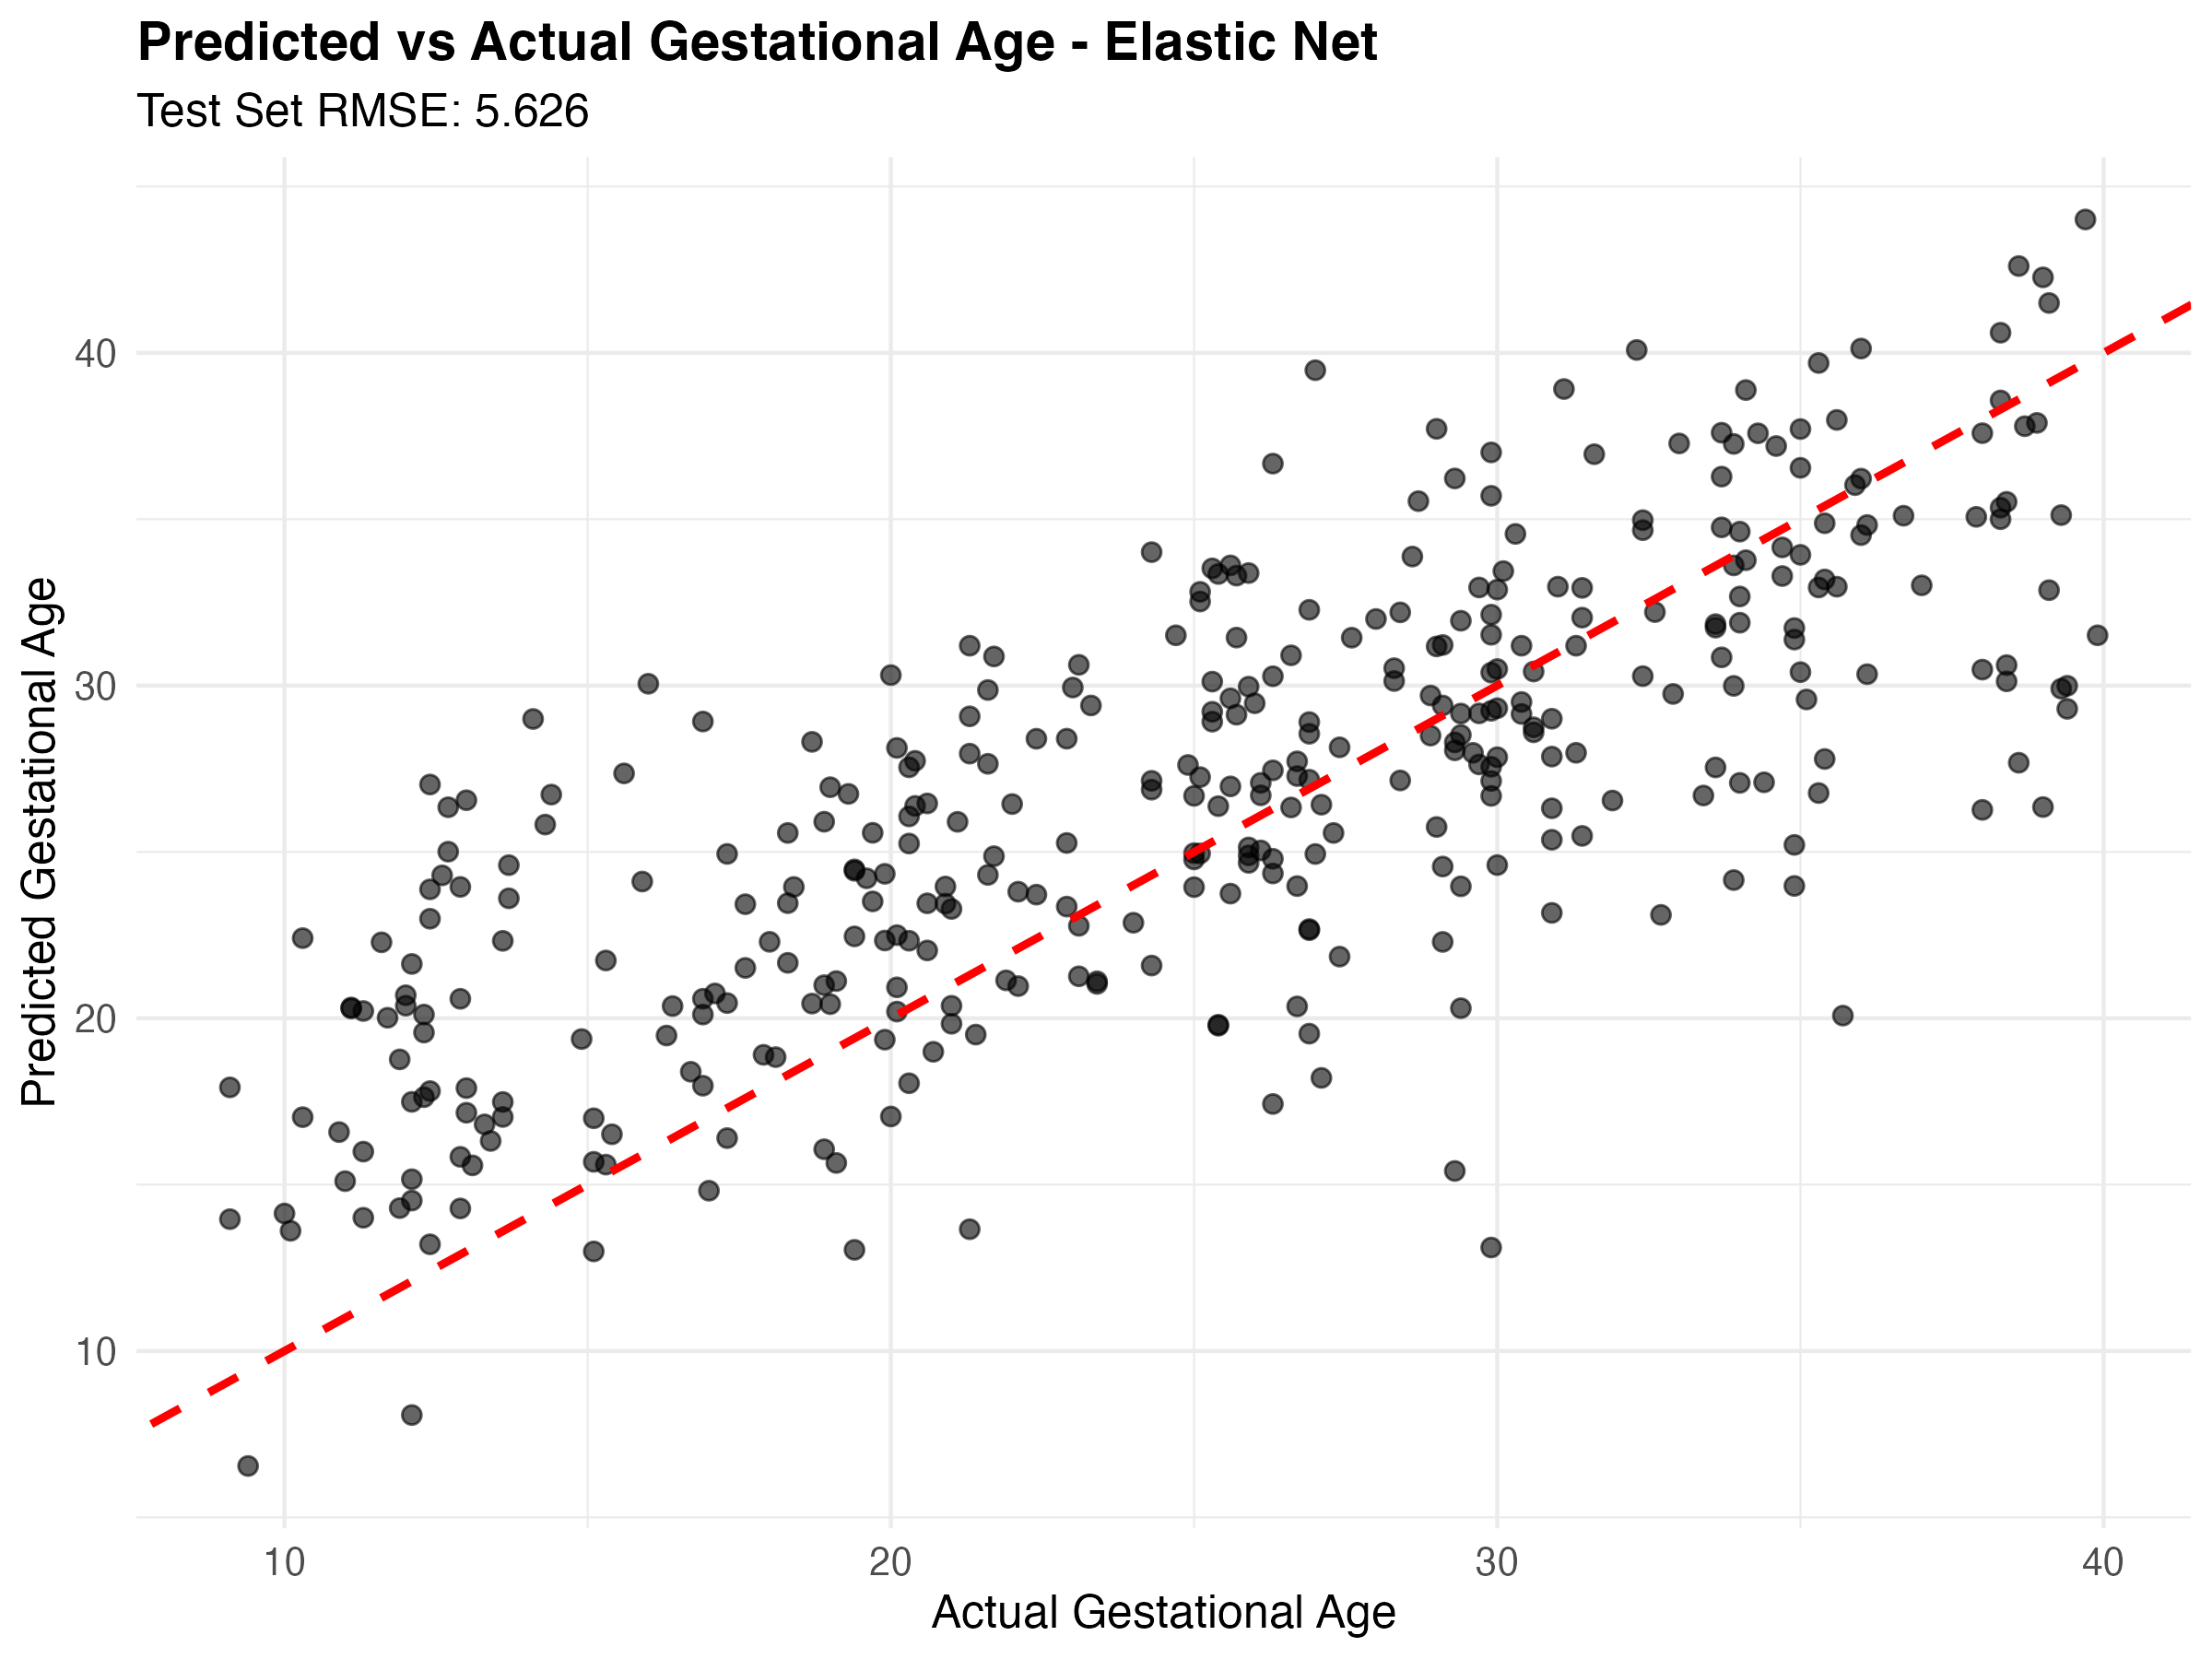 Predicted vs Actual Gestational Age - Elastic Net
Test Set RMSE: 5.626
Predicted Gestational Age
40
30
20
10
10 20 30 40
Actual Gestational Age